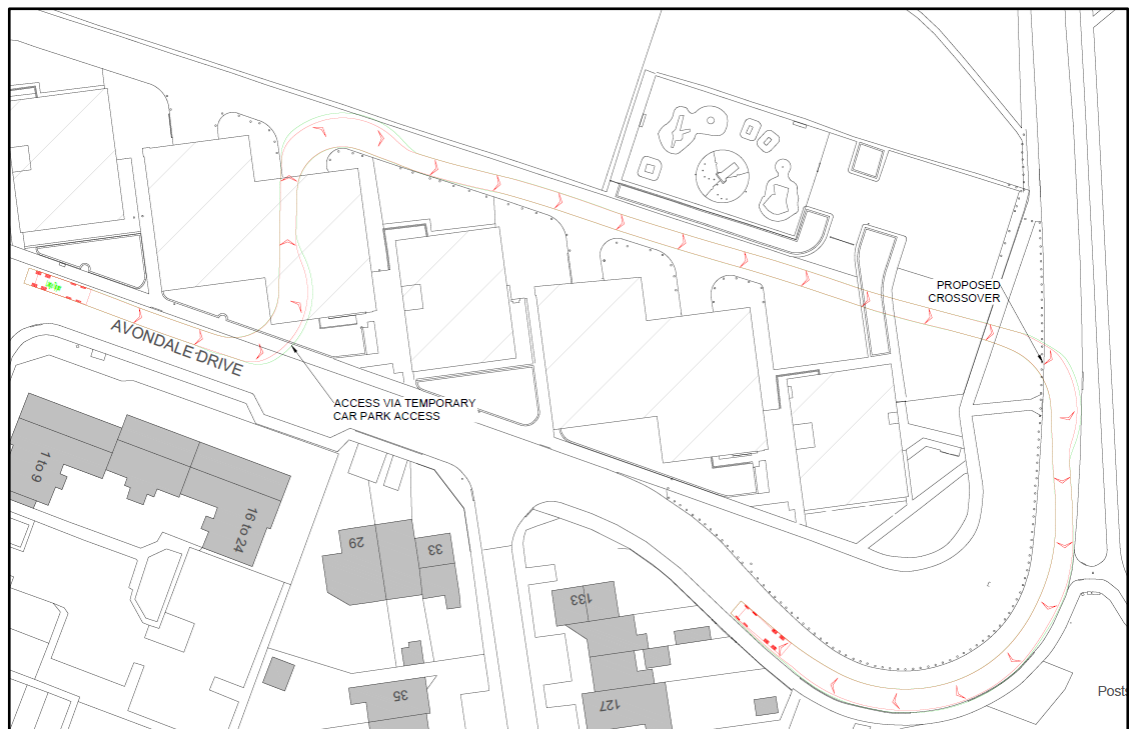 PROPOSED
CROSSOVER
AVONDALE DRIVE
ACCESS VIA TEMPORARY
CAR PARK ACCESS
1 to 9
16 to 24
29
33
133
35
127
Posts